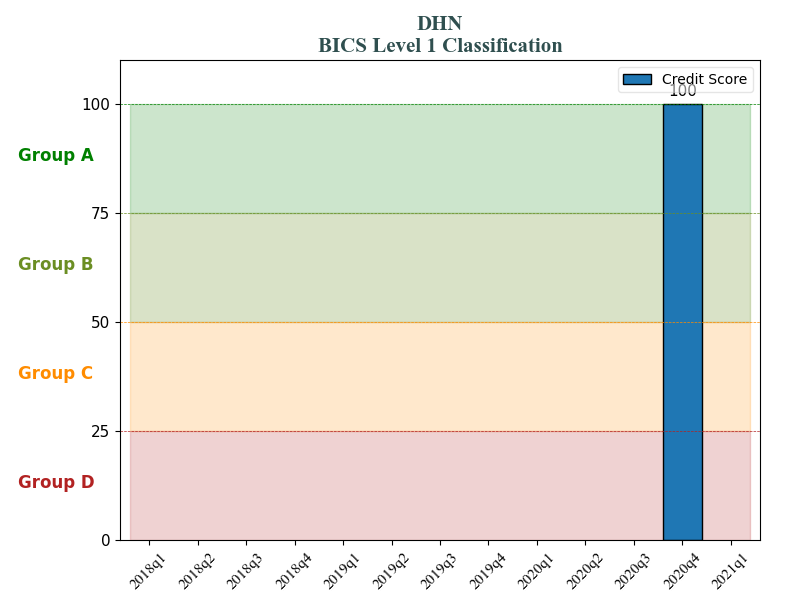 DHN
BICS Level 1 Classification
Credit Score
100
100
Group A
75
Group B
50
Group C
25
Group D
0
2018q1
2018q2
2018q3
2018q4
2019q1
2019q2
2019q3
2019q4
2020q1
2020q2
2020q3
2020q4
2021q1